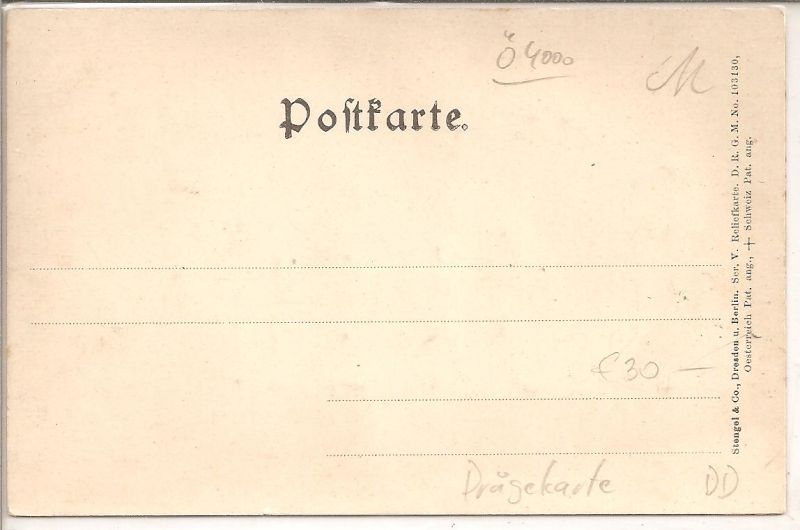 Ö 4000
M
Postkarte.
€30 —
Prägekarte
DD
Stengel & Co., Dresden u. Berlin. Ser. V. Reliefkarte. D. R. G. M. No. 103130,
Oesterreich Pat. ang., + Schweiz Pat. ang.